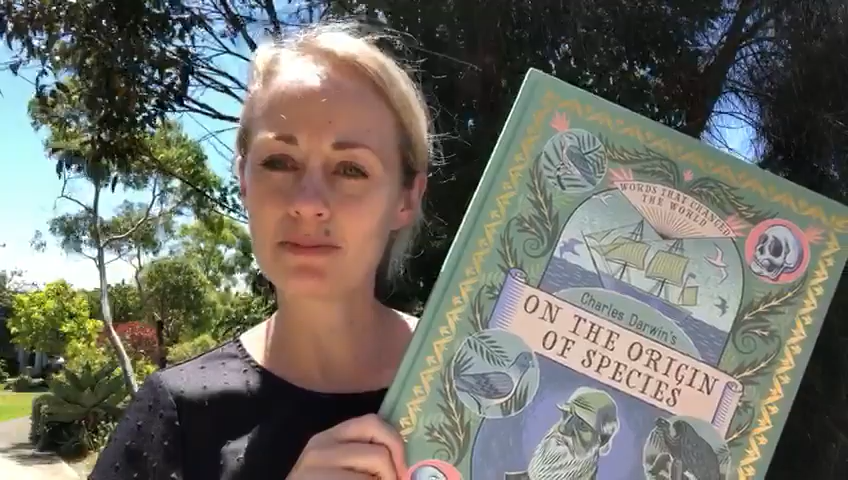 WORDS THAT CHANGED
THE WORLD
Charles Darwin's
ON THE ORIGIN
OF SPECIES